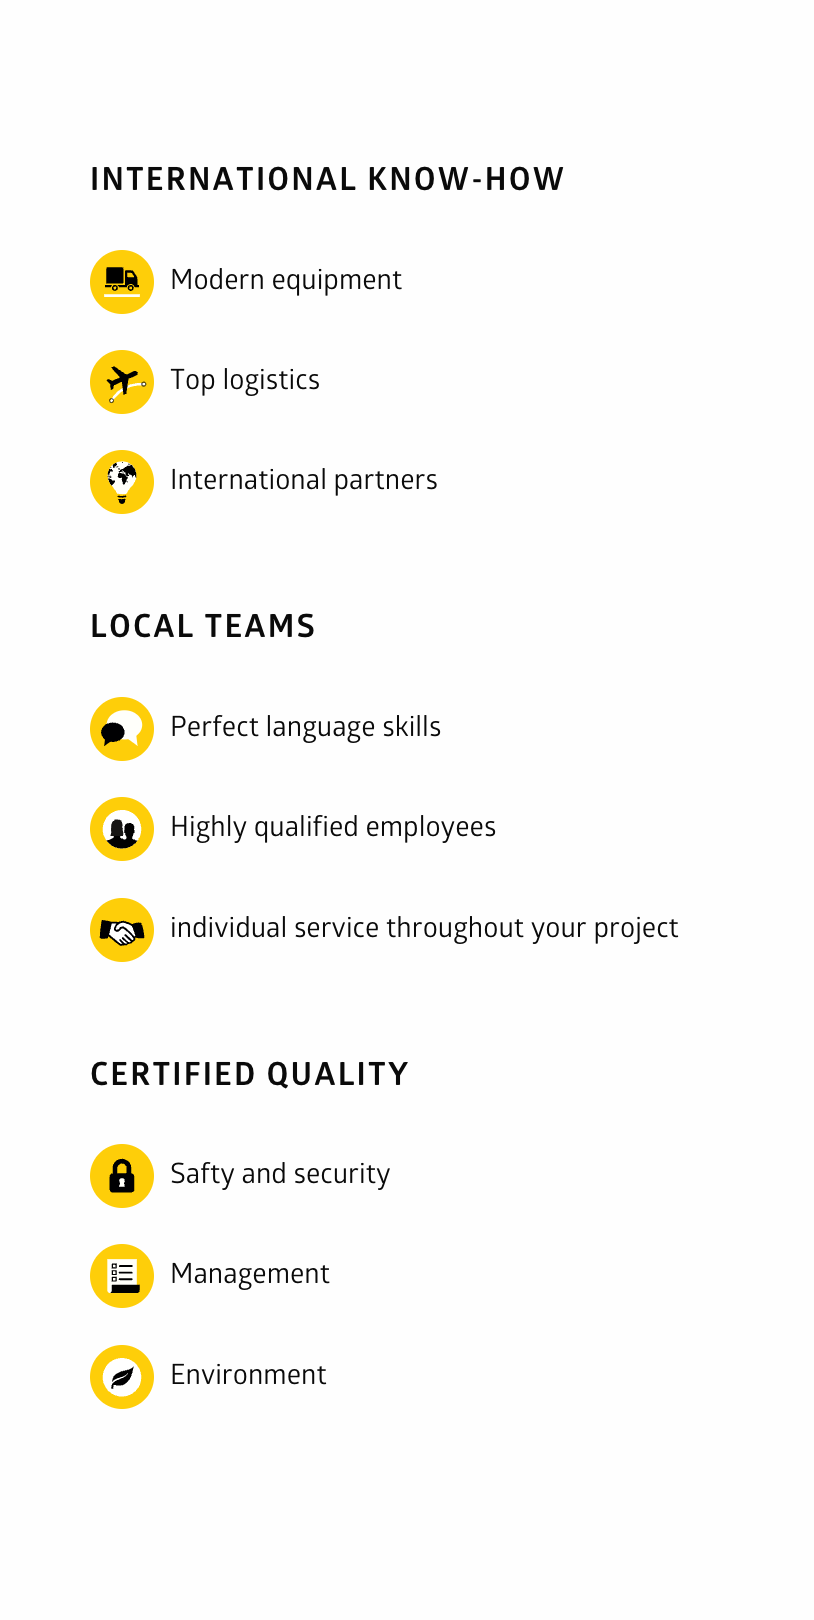 INTERNATIONAL KNOW-HOW
Modern equipment
Top logistics
International partners
LOCAL TEAMS
Perfect language skills
Highly qualified employees
individual service throughout your project
CERTIFIED QUALITY
Safty and security
Management
Environment